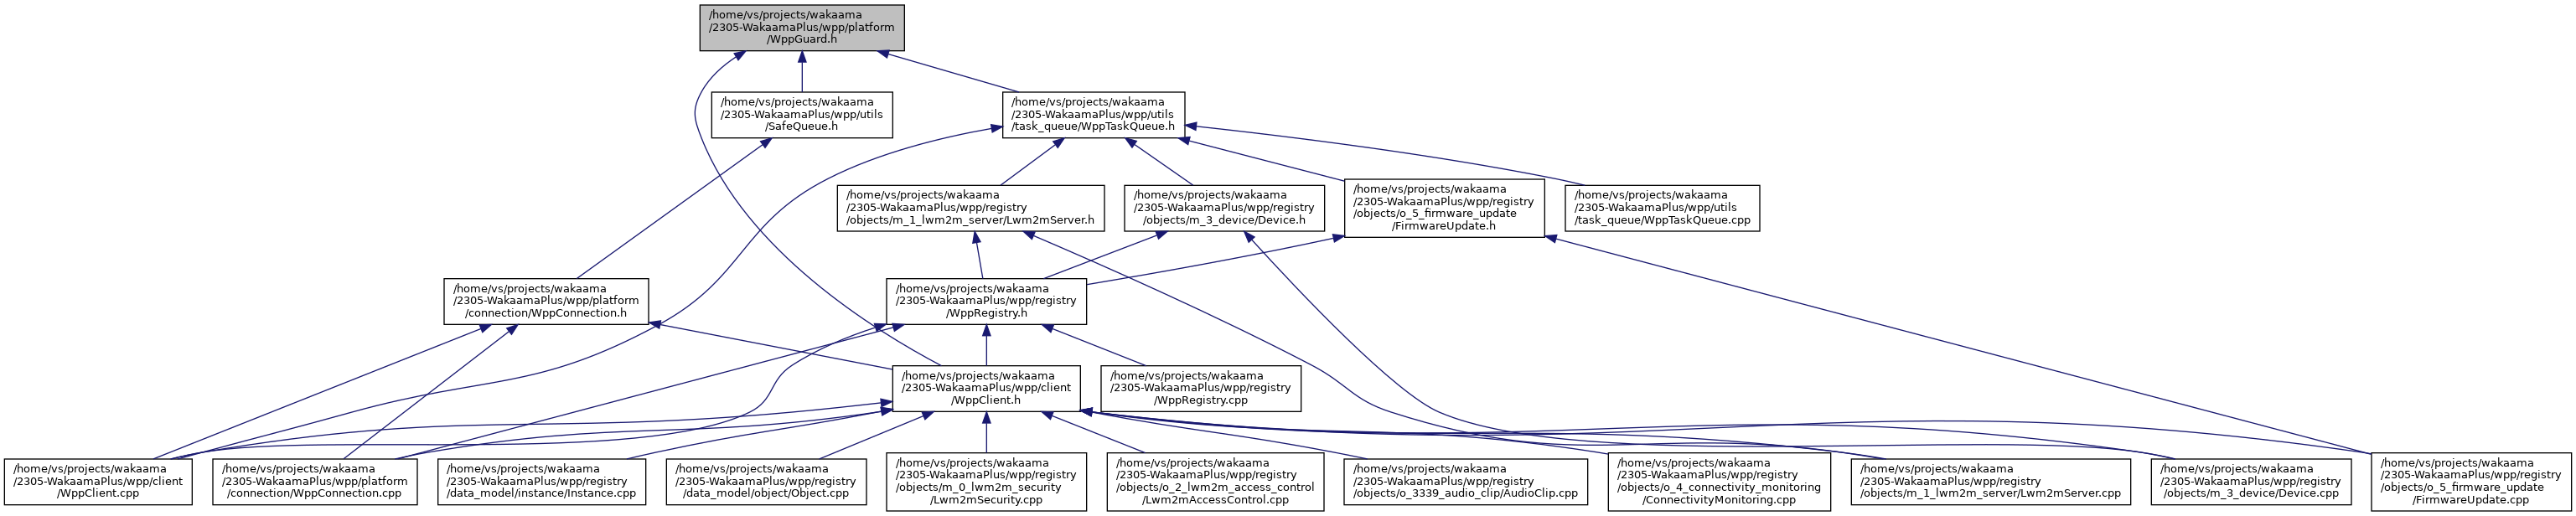 /home/vs/projects/wakaama
/2305-WakaamaPlus/wpp/platform
/WppGuard.h
/home/vs/projects/wakaama
/2305-WakaamaPlus/wpp/utils
/SafeQueue.h
/home/vs/projects/wakaama
/2305-WakaamaPlus/wpp/utils
/task_queue/WppTaskQueue.h
/home/vs/projects/wakaama
/2305-WakaamaPlus/wpp/registry
/objects/m_1_lwm2m_server/Lwm2mServer.h
/home/vs/projects/wakaama
/2305-WakaamaPlus/wpp/registry
/objects/m_3_device/Device.h
/home/vs/projects/wakaama
/2305-WakaamaPlus/wpp/registry
/objects/o_5_firmware_update
/FirmwareUpdate.h
/home/vs/projects/wakaama
/2305-WakaamaPlus/wpp/utils
/task_queue/WppTaskQueue.cpp
/home/vs/projects/wakaama
/2305-WakaamaPlus/wpp/platform
/connection/WppConnection.h
/home/vs/projects/wakaama
/2305-WakaamaPlus/wpp/registry
/WppRegistry.h
/home/vs/projects/wakaama
/2305-WakaamaPlus/wpp/client
/WppClient.h
/home/vs/projects/wakaama
/2305-WakaamaPlus/wpp/registry
/WppRegistry.cpp
/home/vs/projects/wakaama
/2305-WakaamaPlus/wpp/client
/WppClient.cpp
/home/vs/projects/wakaama
/2305-WakaamaPlus/wpp/platform
/connection/WppConnection.cpp
/home/vs/projects/wakaama
/2305-WakaamaPlus/wpp/registry
/data_model/instance/Instance.cpp
/home/vs/projects/wakaama
/2305-WakaamaPlus/wpp/registry
/data_model/object/Object.cpp
/home/vs/projects/wakaama
/2305-WakaamaPlus/wpp/registry
/objects/m_0_lwm2m_security
/Lwm2mSecurity.cpp
/home/vs/projects/wakaama
/2305-WakaamaPlus/wpp/registry
/objects/o_2_lwm2m_access_control
/Lwm2mAccessControl.cpp
/home/vs/projects/wakaama
/2305-WakaamaPlus/wpp/registry
/objects/o_3339_audio_clip/AudioClip.cpp
/home/vs/projects/wakaama
/2305-WakaamaPlus/wpp/registry
/objects/o_4_connectivity_monitoring
/ConnectivityMonitoring.cpp
/home/vs/projects/wakaama
/2305-WakaamaPlus/wpp/registry
/objects/m_1_lwm2m_server/Lwm2mServer.cpp
/home/vs/projects/wakaama
/2305-WakaamaPlus/wpp/registry
/objects/m_3_device/Device.cpp
/home/vs/projects/wakaama
/2305-WakaamaPlus/wpp/registry
/objects/o_5_firmware_update
/FirmwareUpdate.cpp